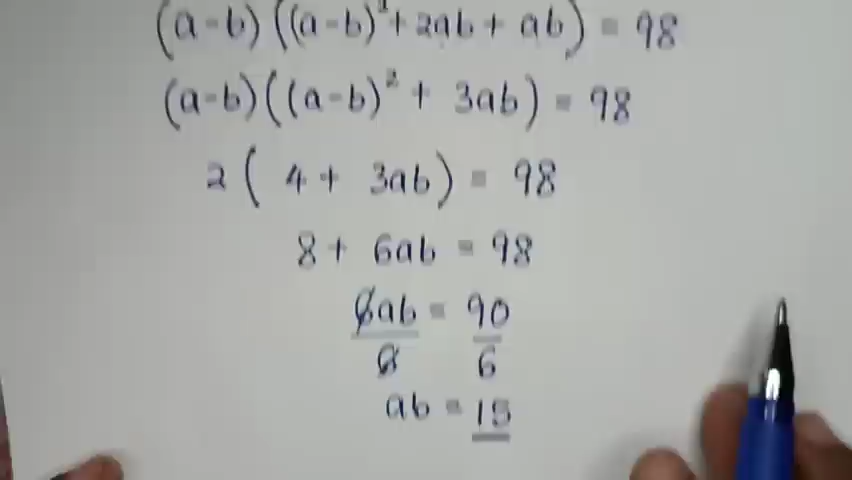 (a-b)((a-b)²+2ab+ab) = 98
(a-b)((a-b)² + 3ab) = 98
2( 4 + 3ab) = 98
8 + 6ab = 98
6ab/6 = 90/6
ab = 15